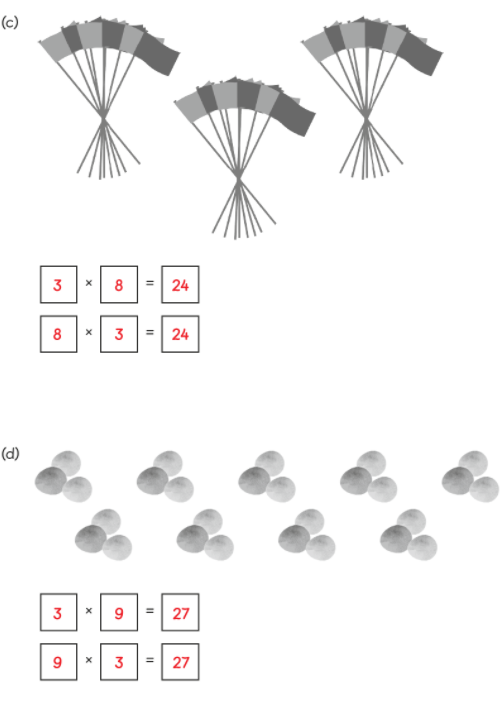 (c)
3 × 8 = 24
8 × 3 = 24
(d)
3 × 9 = 27
9 × 3 = 27